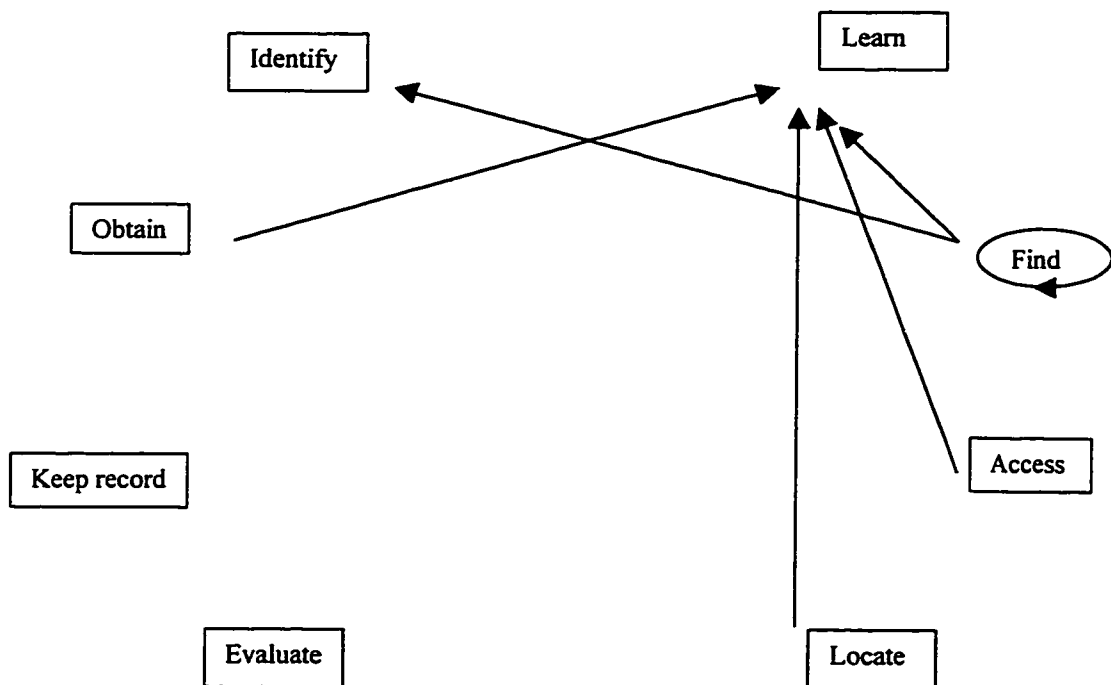 Learn
Identify
Obtain
Find
Access
Keep record
Evaluate
Locate